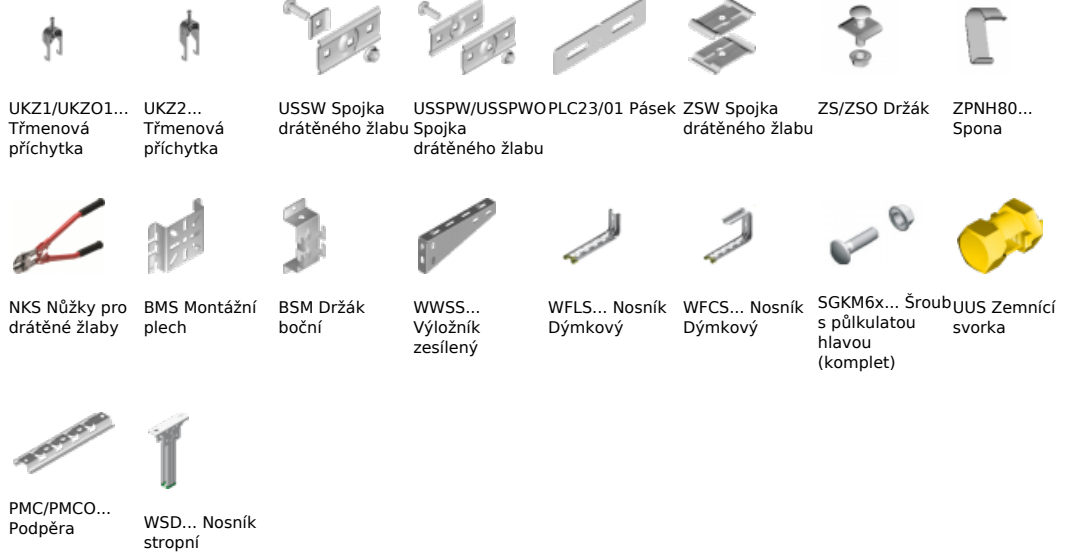 UKZ1/UKZO1...
Třmenová
příchytka
UKZ2...
Třmenová
příchytka
USSW Spojka
drátěného žlabu
USSPW/USSPWO
Spojka
drátěného žlabu
PLC23/01 Pásek
ZSW Spojka
drátěného žlabu
ZS/ZSO Držák
ZPNH80...
Spona
NKS Nůžky pro
drátěné žlaby
BMS Montážní
plech
BSM Držák
boční
WWSS...
Výložník
zesílený
WFLS... Nosník
Dýmkový
WFCS... Nosník
Dýmkový
SGKM6x... Šroub
s půlkulatou
hlavou
(komplet)
UUS Zemnící
svorka
PMC/PMCO...
Podpěra
WSD... Nosník
stropní